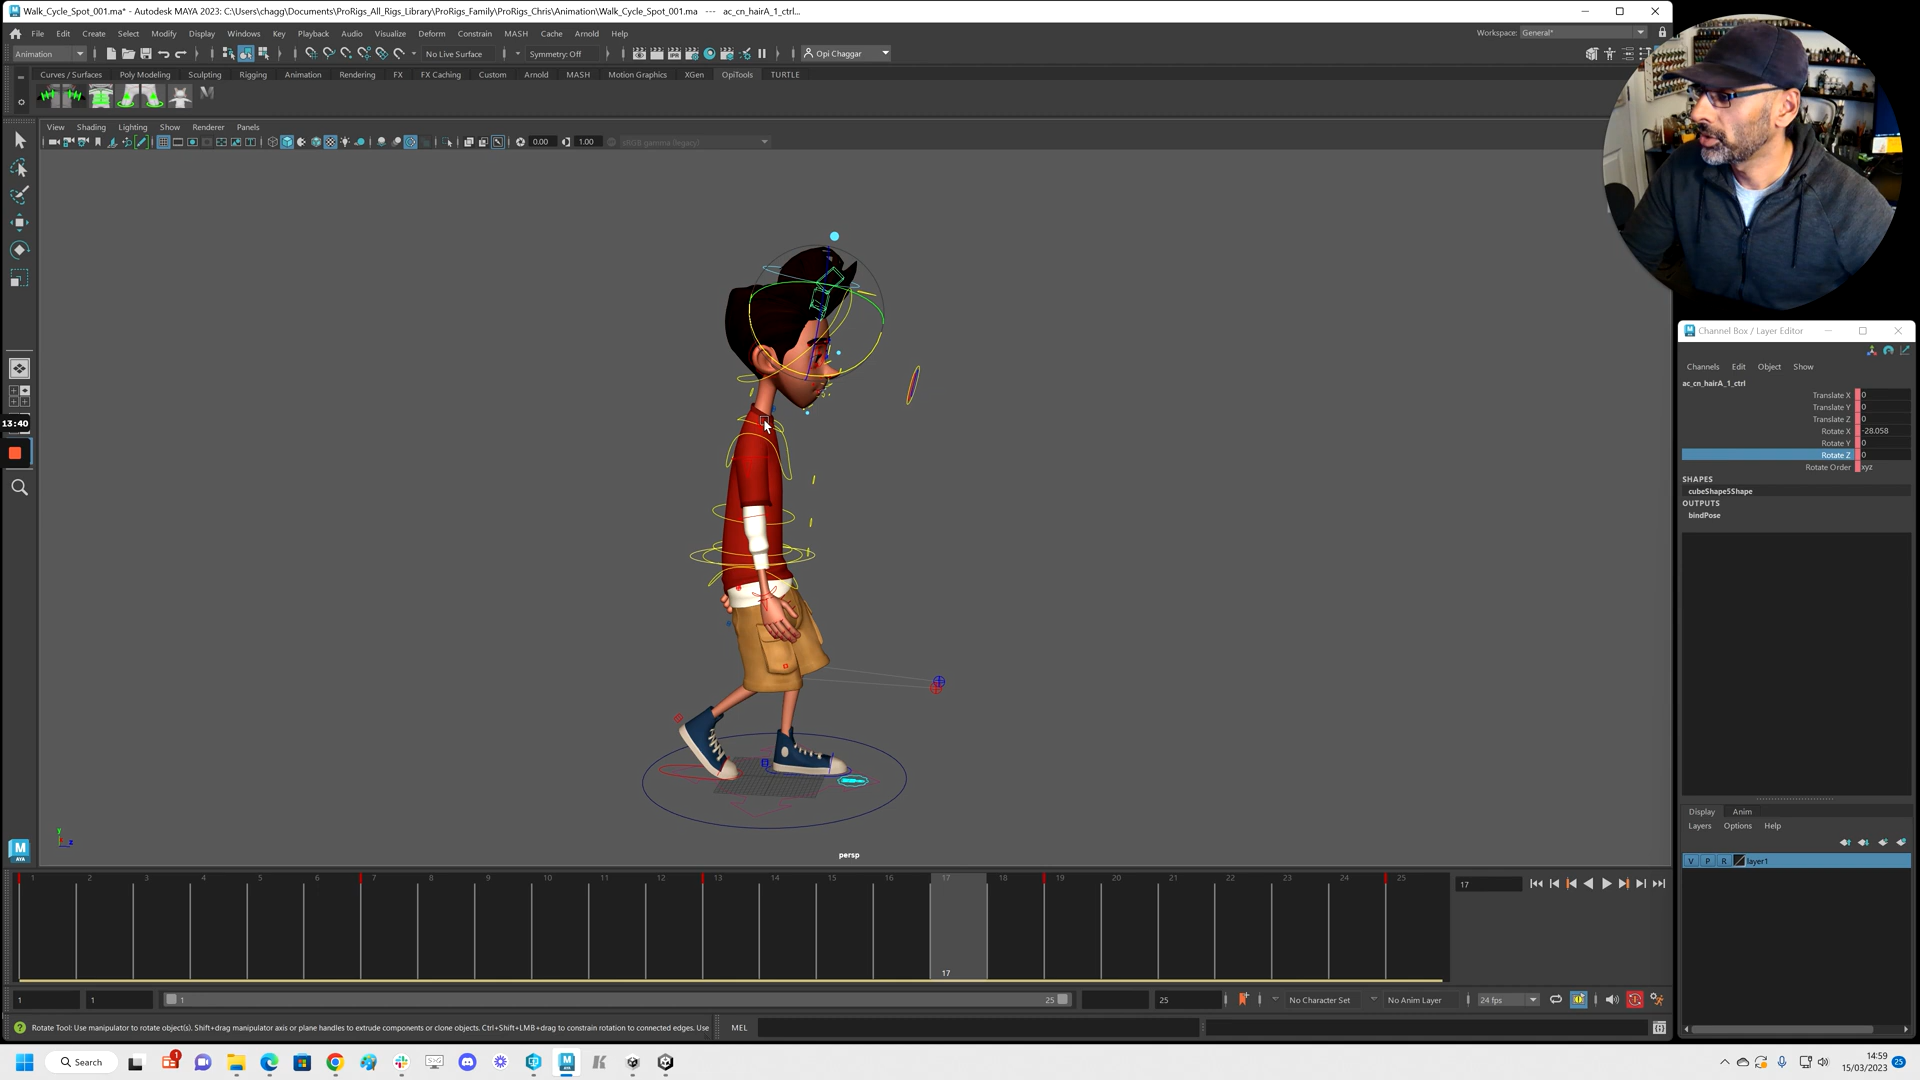 Walk_Cycle_Spot_001.ma* - Autodesk MAYA 2023: C:\Users\chagg\Documents\ProRigs_All_Rigs_Library\ProRigs_Family\ProRigs_Chris\Animation\Walk_Cycle_Spot_001.ma --- ac_cn_hairA_1_ctrl...
File Edit Create Select Modify Display Windows Key Playback Audio Visualize Deform Constrain MASH Cache Arnold Help
Workspace: General*
Animation
No Live Surface
Symmetry: Off
Opi Chaggar
Curves / Surfaces Poly Modeling Sculpting Rigging Animation Rendering FX FX Caching Custom Arnold MASH Motion Graphics XGen OpiTools TURTLE
View Shading Lighting Show Renderer Panels
0.00 1.00 sRGB gamma (legacy)
13:40
persp
Channel Box / Layer Editor
Channels Edit Object Show
ac_cn_hairA_1_ctrl
Translate X 0
Translate Y 0
Translate Z 0
Rotate X -28.058
Rotate Y 0
Rotate Z 0
Rotate Order xyz
SHAPES
cubeShape5Shape
OUTPUTS
bindPose
Display Anim
Layers Options Help
V P R layer1
1 2 3 4 5 6 7 8 9 10 11 12 13 14 15 16 17 18 19 20 21 22 23 24 25
17
17
1 1 1 25 25
No Character Set
No Anim Layer
24 fps
Rotate Tool: Use manipulator to rotate object(s). Shift+drag manipulator axis or plane handles to extrude components or clone objects. Ctrl+Shift+LMB+drag to constrain rotation to connected edges. Use
MEL
Search
1
14:59
15/03/2023
25